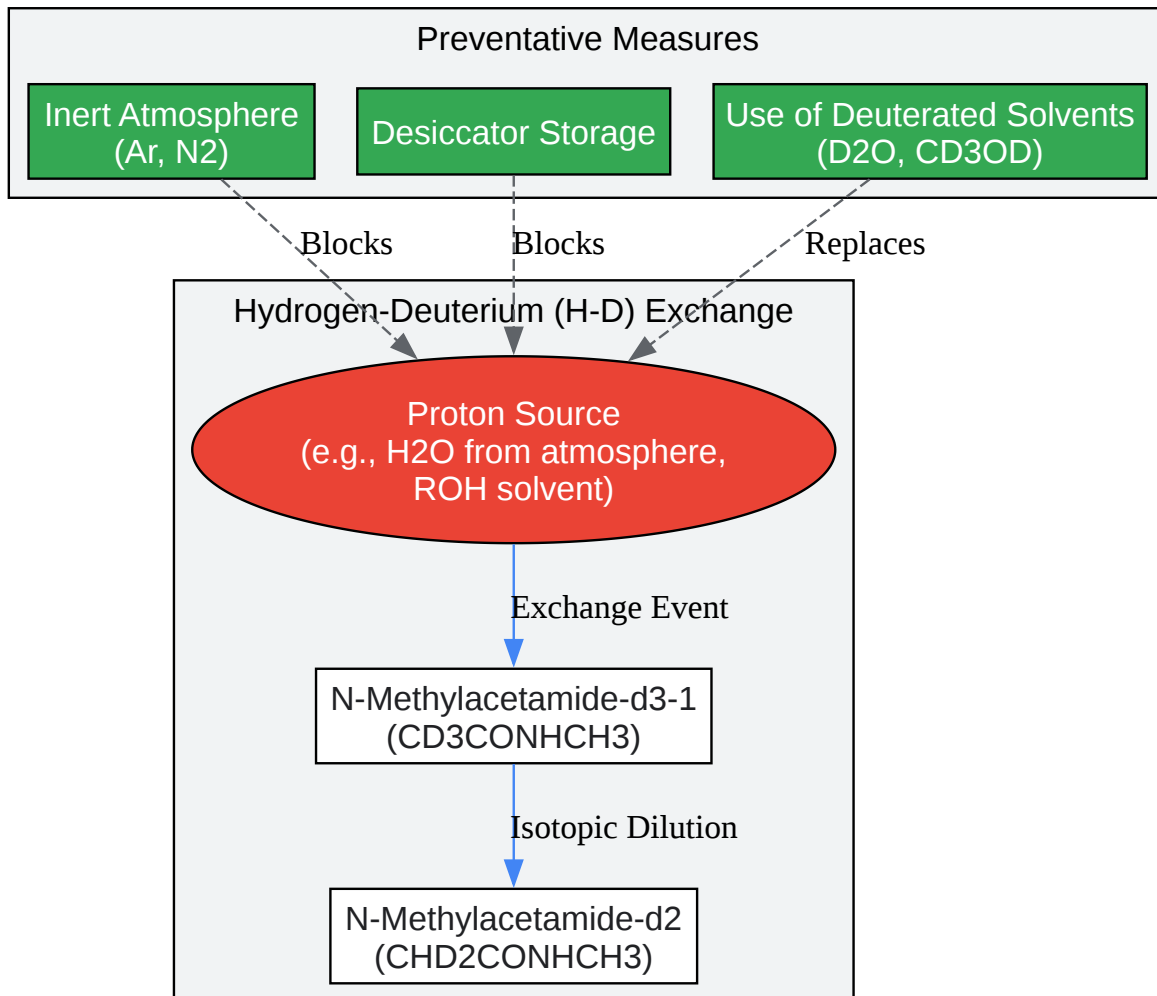 Preventative Measures
Inert Atmosphere
(Ar, N2)
Desiccator Storage
Use of Deuterated Solvents
(D2O, CD3OD)
Blocks
Blocks
Replaces
Hydrogen-Deuterium (H-D) Exchange
Proton Source
(e.g., H2O from atmosphere,
ROH solvent)
Exchange Event
N-Methylacetamide-d3-1
(CD3CONHCH3)
Isotopic Dilution
N-Methylacetamide-d2
(CHD2CONHCH3)